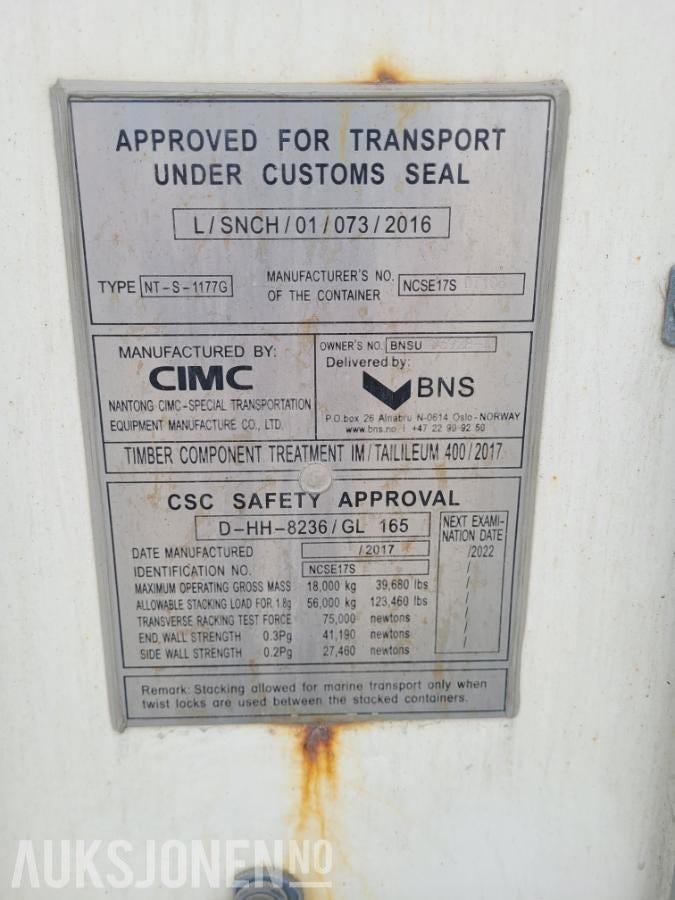 APPROVED FOR TRANSPORT
UNDER CUSTOMS SEAL
L/SNCH/01/073/2016
TYPE NT-S-1177G
MANUFACTURER'S NO.
OF THE CONTAINER
NCSE17S
MANUFACTURED BY:
CIMC
NANTONG CIMC-SPECIAL TRANSPORTATION
EQUIPMENT MANUFACTURE CO., LTD.
OWNER'S NO. BNSU
Delivered by:
BNS
P.O.box 26 Alnabru N-0614 Oslo-NORWAY
www.bns.no | +47 22 90 92 50
TIMBER COMPONENT TREATMENT IM/TAILILEUM 400/2017
CSC SAFETY APPROVAL
D-HH-8236/GL 165
DATE MANUFACTURED /2017
IDENTIFICATION NO. NCSE17S
MAXIMUM OPERATING GROSS MASS 18,000 kg 39,680 lbs
ALLOWABLE STACKING LOAD FOR 1.8g 56,000 kg 123,460 lbs
TRANSVERSE RACKING TEST FORCE 75,000 newtons
END WALL STRENGTH 0.3Pg 41,190 newtons
SIDE WALL STRENGTH 0.2Pg 27,460 newtons
NEXT EXAMI-
NATION DATE
/2022
/
/
/
/
/
Remark: Stacking allowed for marine transport only when
twist locks are used between the stacked containers.
AUKSJONEN.NO